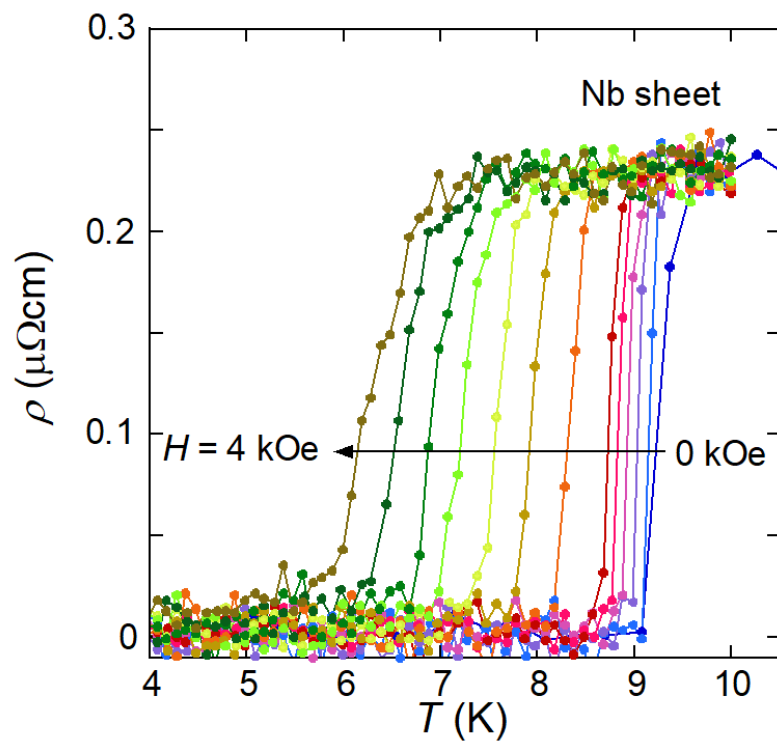 0.3
Nb sheet
0.2
ρ (μΩcm)
0.1
H = 4 kOe
0 kOe
0
4 5 6 7 8 9 10
T (K)